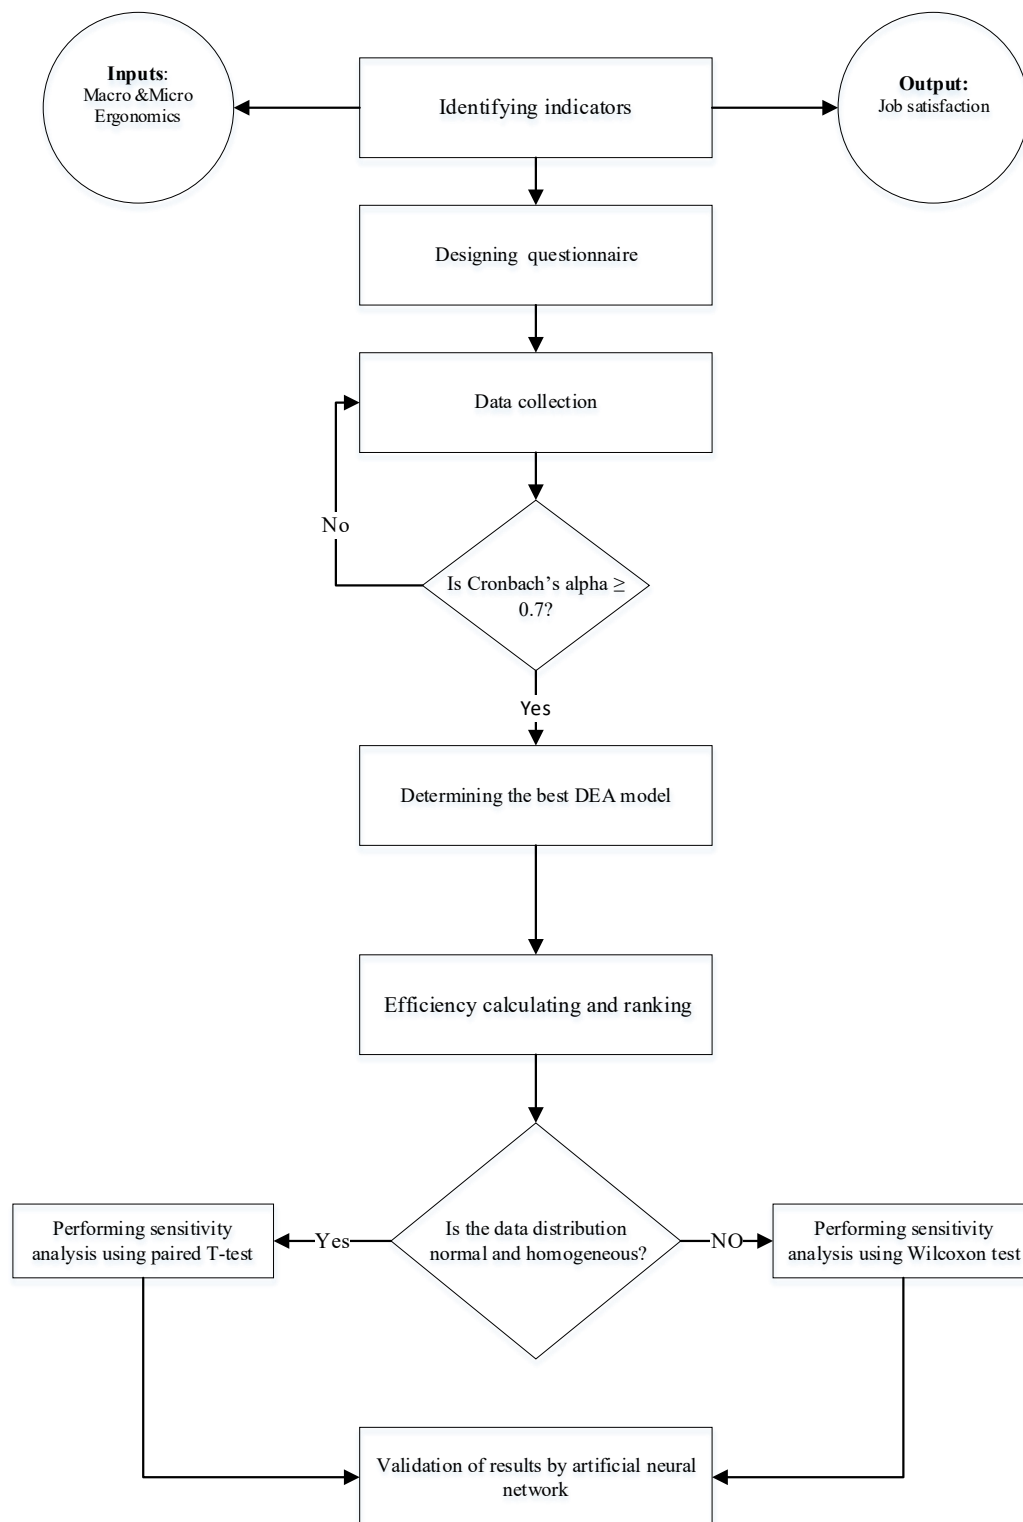 Inputs:
Macro &Micro
Ergonomics
Identifying indicators
Output:
Job satisfaction
Designing questionnaire
Data collection
No
Is Cronbach’s alpha ≥
0.7?
Yes
Determining the best DEA model
Efficiency calculating and ranking
Performing sensitivity
analysis using paired T-test
Yes
Is the data distribution
normal and homogeneous?
NO
Performing sensitivity
analysis using Wilcoxon test
Validation of results by artificial neural
network